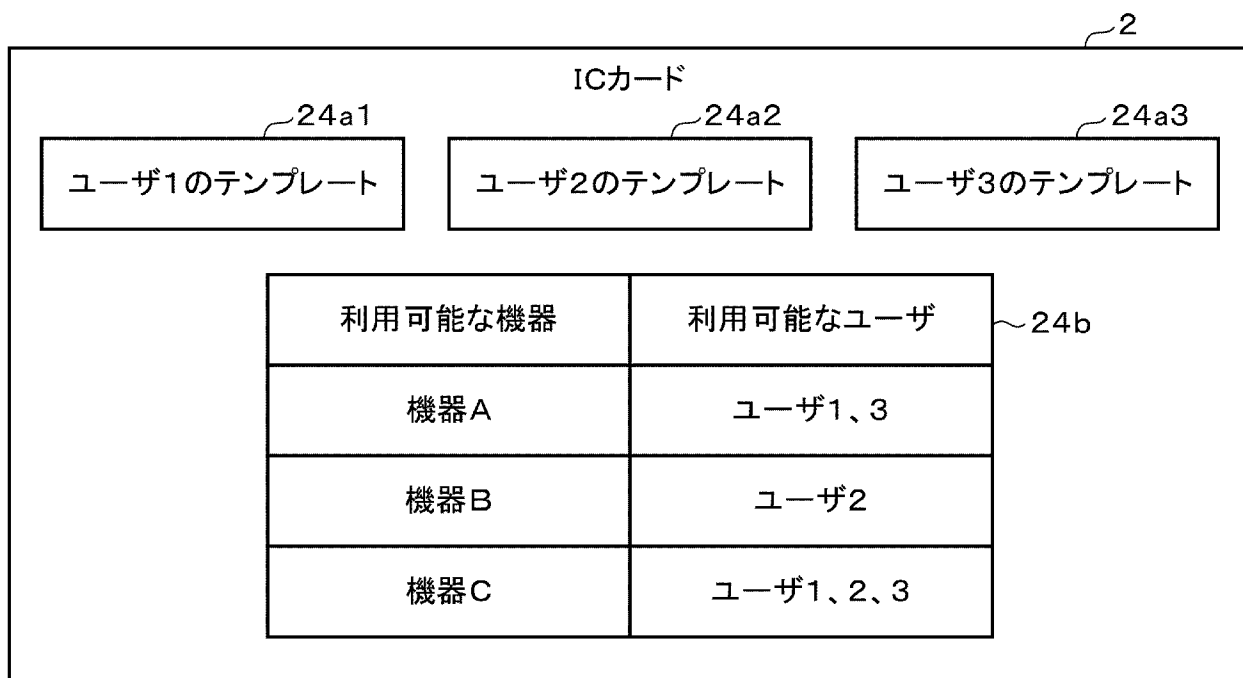 2
ICカード
24a1 24a2 24a3
ユーザ1のテンプレート ユーザ2のテンプレート ユーザ3のテンプレート
利用可能な機器 利用可能なユーザ 24b
機器A ユーザ1、3
機器B ユーザ2
機器C ユーザ1、2、3